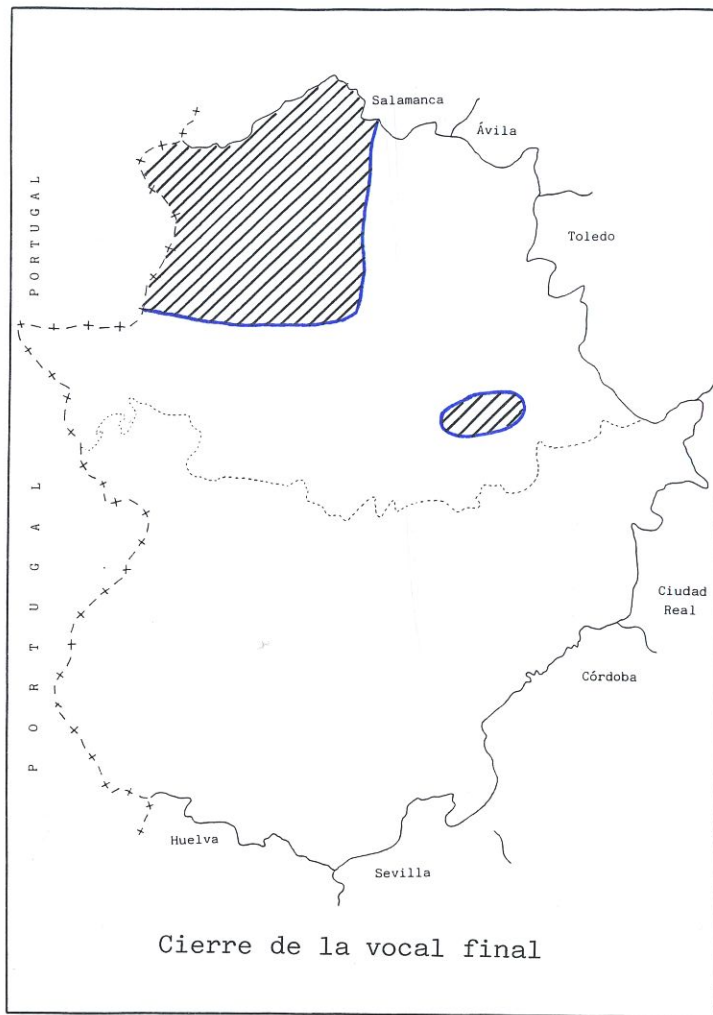 Salamanca
Ávila
PORTUGAL
Toledo
PORTUGAL
Ciudad
Real
Córdoba
Huelva
Sevilla
Cierre de la vocal final